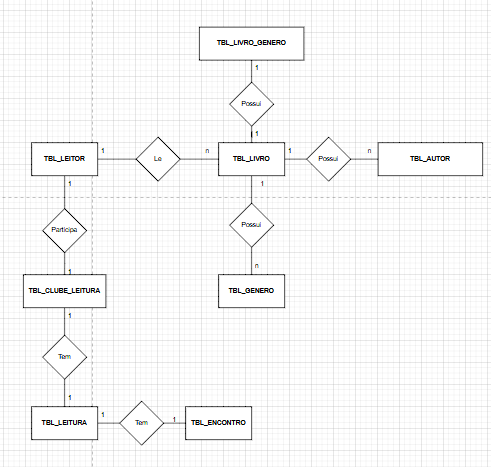 TBL_LIVRO_GENERO
1
Possui
1
TBL_LEITOR
1
Le
n
TBL_LIVRO
1
Possui
n
TBL_AUTOR
1
1
Participa
Possui
1
n
TBL_CLUBE_LEITURA
TBL_GENERO
1
Tem
1
TBL_LEITURA
1
Tem
1
TBL_ENCONTRO